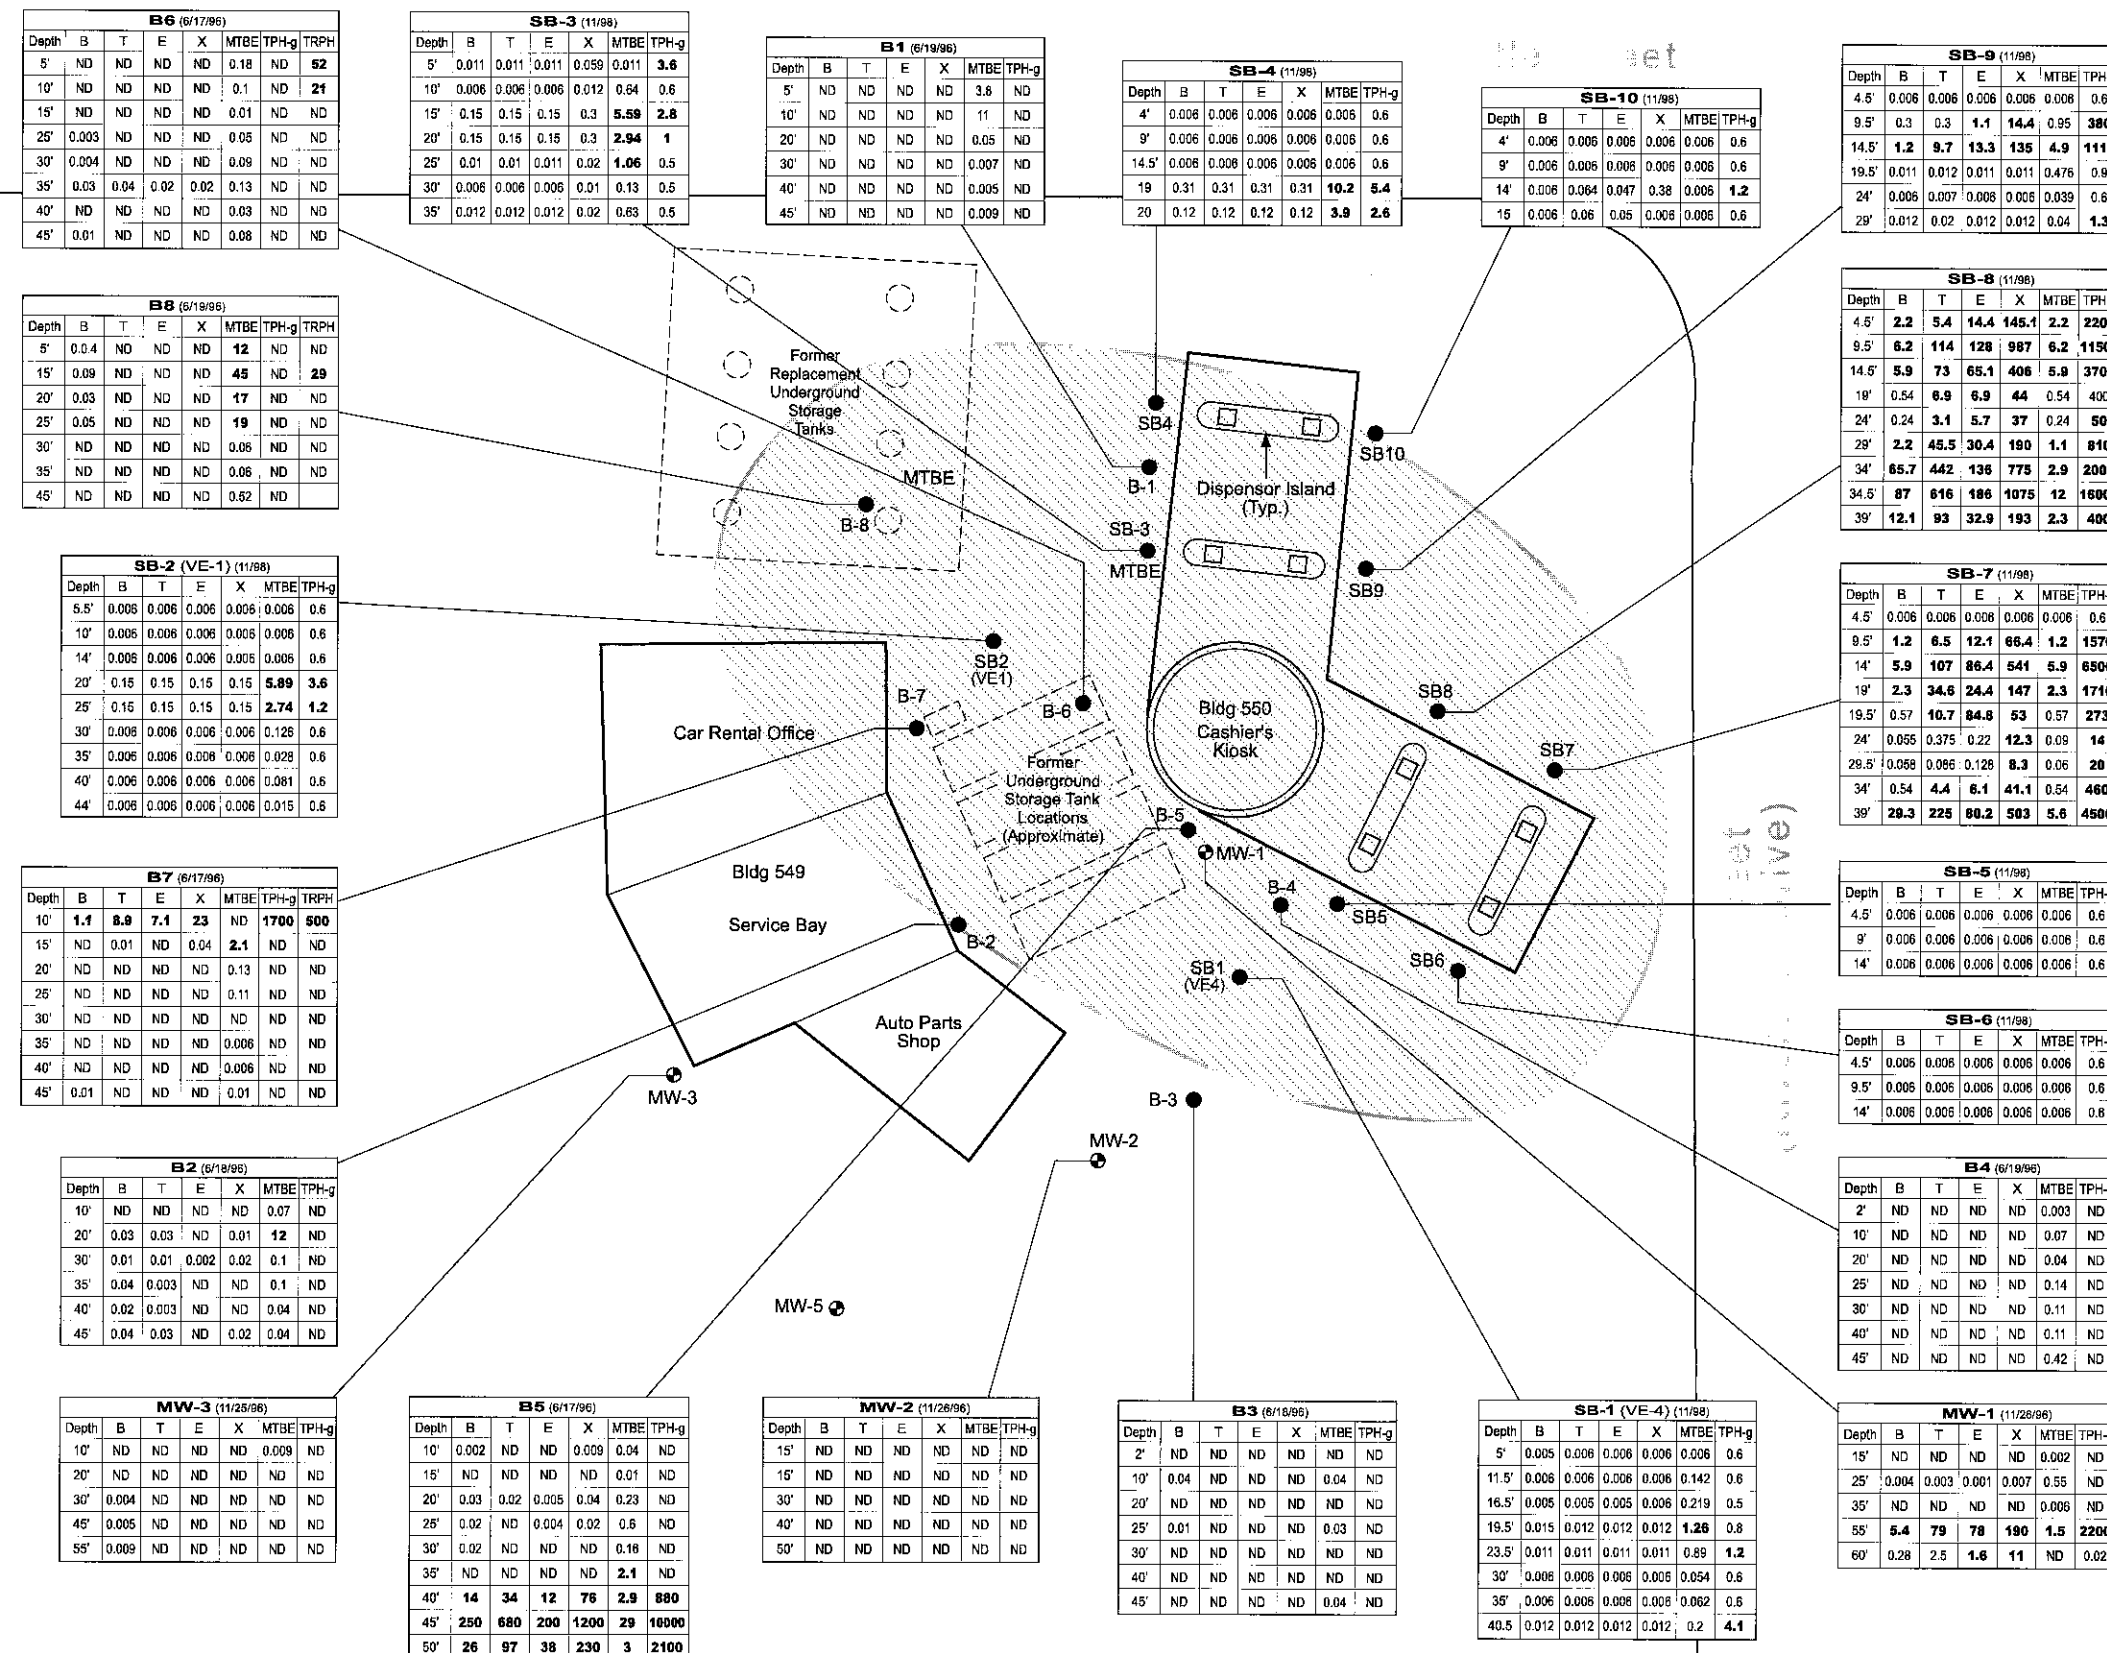 B6 (6/17/96)
Depth B T E X MTBE TPH-g TRPH
5' ND ND ND ND 0.18 ND 52
10' ND ND ND ND 0.1 ND 21
15' ND ND ND ND 0.01 ND ND
25' 0.003 ND ND ND 0.05 ND ND
30' 0.004 ND ND ND 0.09 ND ND
35' 0.03 0.04 0.02 0.02 0.13 ND ND
40' ND ND ND ND 0.03 ND ND
45' 0.01 ND ND ND 0.08 ND ND
SB-3 (11/98)
Depth B T E X MTBE TPH-g
5' 0.011 0.011 0.011 0.059 0.011 3.6
10' 0.006 0.006 0.006 0.012 0.64 0.6
15' 0.15 0.15 0.15 0.3 5.59 2.8
20' 0.15 0.15 0.15 0.3 2.94 1
25' 0.01 0.01 0.011 0.02 1.06 0.5
30' 0.006 0.006 0.006 0.01 0.13 0.5
35' 0.012 0.012 0.012 0.02 0.63 0.5
B1 (6/19/96)
Depth B T E X MTBE TPH-g
5' ND ND ND ND 3.8 ND
10' ND ND ND ND 11 ND
20' ND ND ND ND 0.05 ND
30' ND ND ND ND 0.007 ND
40' ND ND ND ND 0.005 ND
45' ND ND ND ND 0.009 ND
SB-4 (11/98)
Depth B T E X MTBE TPH-g
4' 0.006 0.006 0.006 0.006 0.006 0.6
9' 0.006 0.006 0.006 0.006 0.006 0.6
14.5' 0.006 0.006 0.006 0.006 0.006 0.6
19 0.31 0.31 0.31 0.31 10.2 5.4
20 0.12 0.12 0.12 0.12 3.9 2.6
SB-10 (11/98)
Depth B T E X MTBE TPH-g
4' 0.006 0.006 0.006 0.006 0.006 0.6
9' 0.006 0.006 0.006 0.006 0.006 0.6
14' 0.006 0.064 0.047 0.38 0.006 1.2
15 0.006 0.06 0.05 0.006 0.006 0.6
SB-9 (11/98)
Depth B T E X MTBE TPH
4.5' 0.006 0.006 0.006 0.006 0.006 0.6
9.5' 0.3 0.3 1.1 14.4 0.95 380
14.5' 1.2 9.7 13.3 135 4.9 111
19.5' 0.011 0.012 0.011 0.011 0.476 0.9
24' 0.006 0.007 0.006 0.006 0.039 0.6
29' 0.012 0.02 0.012 0.012 0.04 1.3
B8 (6/19/96)
Depth B T E X MTBE TPH-g TRPH
5' 0.0.4 ND ND ND 12 ND ND
15' 0.09 ND ND ND 45 ND 29
20' 0.03 ND ND ND 17 ND ND
25' 0.05 ND ND ND 19 ND ND
30' ND ND ND ND 0.06 ND ND
35' ND ND ND ND 0.06 ND ND
45' ND ND ND ND 0.52 ND
SB-8 (11/98)
Depth B T E X MTBE TPH
4.5' 2.2 5.4 14.4 145.1 2.2 220
9.5' 6.2 114 128 987 6.2 1150
14.5' 5.9 73 65.1 406 5.9 370
19' 0.54 6.9 6.9 44 0.54 400
24' 0.24 3.1 5.7 37 0.24 50
29' 2.2 45.5 30.4 190 1.1 810
34' 65.7 442 136 775 2.9 200
34.5' 87 616 186 1075 12 1600
39' 12.1 93 32.9 193 2.3 400
SB-2 (VE-1) (11/98)
Depth B T E X MTBE TPH-g
5.5' 0.006 0.006 0.006 0.006 0.006 0.6
10' 0.006 0.006 0.006 0.006 0.006 0.6
14' 0.006 0.006 0.006 0.006 0.006 0.6
20' 0.15 0.15 0.15 0.15 5.89 3.6
25' 0.15 0.15 0.15 0.15 2.74 1.2
30' 0.006 0.006 0.006 0.006 0.126 0.6
35' 0.006 0.006 0.006 0.006 0.028 0.6
40' 0.006 0.006 0.006 0.006 0.081 0.6
44' 0.006 0.006 0.006 0.006 0.015 0.6
SB-7 (11/98)
Depth B T E X MTBE TPH-
4.5' 0.006 0.006 0.006 0.006 0.006 0.6
9.5' 1.2 6.5 12.1 66.4 1.2 1570
14' 5.9 107 86.4 541 5.9 6500
19' 2.3 34.6 24.4 147 2.3 1710
19.5' 0.57 10.7 84.8 53 0.57 273
24' 0.055 0.375 0.22 12.3 0.09 14
29.5' 0.058 0.086 0.128 8.3 0.06 20
34' 0.54 4.4 6.1 41.1 0.54 460
39' 29.3 225 80.2 503 5.6 4500
Former
Replacement
Underground
Storage
Tanks
MTBE
B-8
SB4
B-1
SB-3
MTBE
SB10
Dispensor Island
(Typ.)
SB9
SB2
(VE1)
B-7
B-6
Car Rental Office
Bldg 550
Cashier's
Kiosk
SB8
SB7
Former
Underground
Storage Tank
Locations
(Approximate)
B-5
MW-1
Bldg 549
Service Bay
B-2
B-4
SB5
SB6
SB1
(VE4)
Auto Parts
Shop
MW-3
B-3
MW-2
MW-5
B7 (6/17/96)
Depth B T E X MTBE TPH-g TRPH
10' 1.1 8.9 7.1 23 ND 1700 500
15' ND 0.01 ND 0.04 2.1 ND ND
20' ND ND ND ND 0.13 ND ND
25' ND ND ND ND 0.11 ND ND
30' ND ND ND ND ND ND ND
35' ND ND ND ND 0.006 ND ND
40' ND ND ND ND 0.006 ND ND
45' 0.01 ND ND ND 0.01 ND ND
SB-5 (11/98)
Depth B T E X MTBE TPH-
4.5' 0.006 0.006 0.006 0.006 0.006 0.6
9' 0.006 0.006 0.006 0.006 0.006 0.6
14' 0.006 0.006 0.006 0.006 0.006 0.6
SB-6 (11/98)
Depth B T E X MTBE TPH-
4.5' 0.006 0.006 0.006 0.006 0.006 0.6
9.5' 0.006 0.006 0.006 0.006 0.006 0.6
14' 0.006 0.006 0.006 0.006 0.006 0.6
B2 (6/18/96)
Depth B T E X MTBE TPH-g
10' ND ND ND ND 0.07 ND
20' 0.03 0.03 ND 0.01 12 ND
30' 0.01 0.01 0.002 0.02 0.1 ND
35' 0.04 0.003 ND ND 0.1 ND
40' 0.02 0.003 ND ND 0.04 ND
45' 0.04 0.03 ND 0.02 0.04 ND
B4 (6/19/96)
Depth B T E X MTBE TPH-
2' ND ND ND ND 0.003 ND
10' ND ND ND ND 0.07 ND
20' ND ND ND ND 0.04 ND
25' ND ND ND ND 0.14 ND
30' ND ND ND ND 0.11 ND
40' ND ND ND ND 0.11 ND
45' ND ND ND ND 0.42 ND
MW-3 (11/25/96)
Depth B T E X MTBE TPH-g
10' ND ND ND ND 0.009 ND
20' ND ND ND ND ND ND
30' 0.004 ND ND ND ND ND
45' 0.005 ND ND ND ND ND
55' 0.009 ND ND ND ND ND
B5 (6/17/96)
Depth B T E X MTBE TPH-g
10' 0.002 ND ND 0.009 0.04 ND
15' ND ND ND ND 0.01 ND
20' 0.03 0.02 0.005 0.04 0.23 ND
25' 0.02 ND 0.004 0.02 0.6 ND
30' 0.02 ND ND ND 0.16 ND
35' ND ND ND ND 2.1 ND
40' 14 34 12 76 2.9 880
45' 250 680 200 1200 29 10000
50' 26 97 38 230 3 2100
MW-2 (11/26/96)
Depth B T E X MTBE TPH-g
15' ND ND ND ND ND ND
15' ND ND ND ND ND ND
30' ND ND ND ND ND ND
40' ND ND ND ND ND ND
50' ND ND ND ND ND ND
B3 (6/18/96)
Depth B T E X MTBE TPH-g
2' ND ND ND ND ND ND
10' 0.04 ND ND ND 0.04 ND
20' ND ND ND ND ND ND
25' 0.01 ND ND ND 0.03 ND
30' ND ND ND ND ND ND
40' ND ND ND ND ND ND
45' ND ND ND ND 0.04 ND
SB-1 (VE-4) (11/98)
Depth B T E X MTBE TPH-g
5' 0.005 0.006 0.006 0.006 0.006 0.6
11.5' 0.006 0.006 0.006 0.006 0.142 0.6
16.5' 0.005 0.005 0.005 0.006 0.219 0.5
19.5' 0.015 0.012 0.012 0.012 1.26 0.8
23.5' 0.011 0.011 0.011 0.011 0.89 1.2
30' 0.006 0.006 0.006 0.006 0.054 0.6
35' 0.006 0.006 0.006 0.006 0.062 0.6
40.5 0.012 0.012 0.012 0.012 0.2 4.1
MW-1 (11/26/96)
Depth B T E X MTBE TPH-
15' ND ND ND ND 0.002 ND
25' 0.004 0.003 0.001 0.007 0.55 ND
35' ND ND ND ND 0.006 ND
55' 5.4 79 78 190 1.5 2200
60' 0.28 2.5 1.6 11 ND 0.02